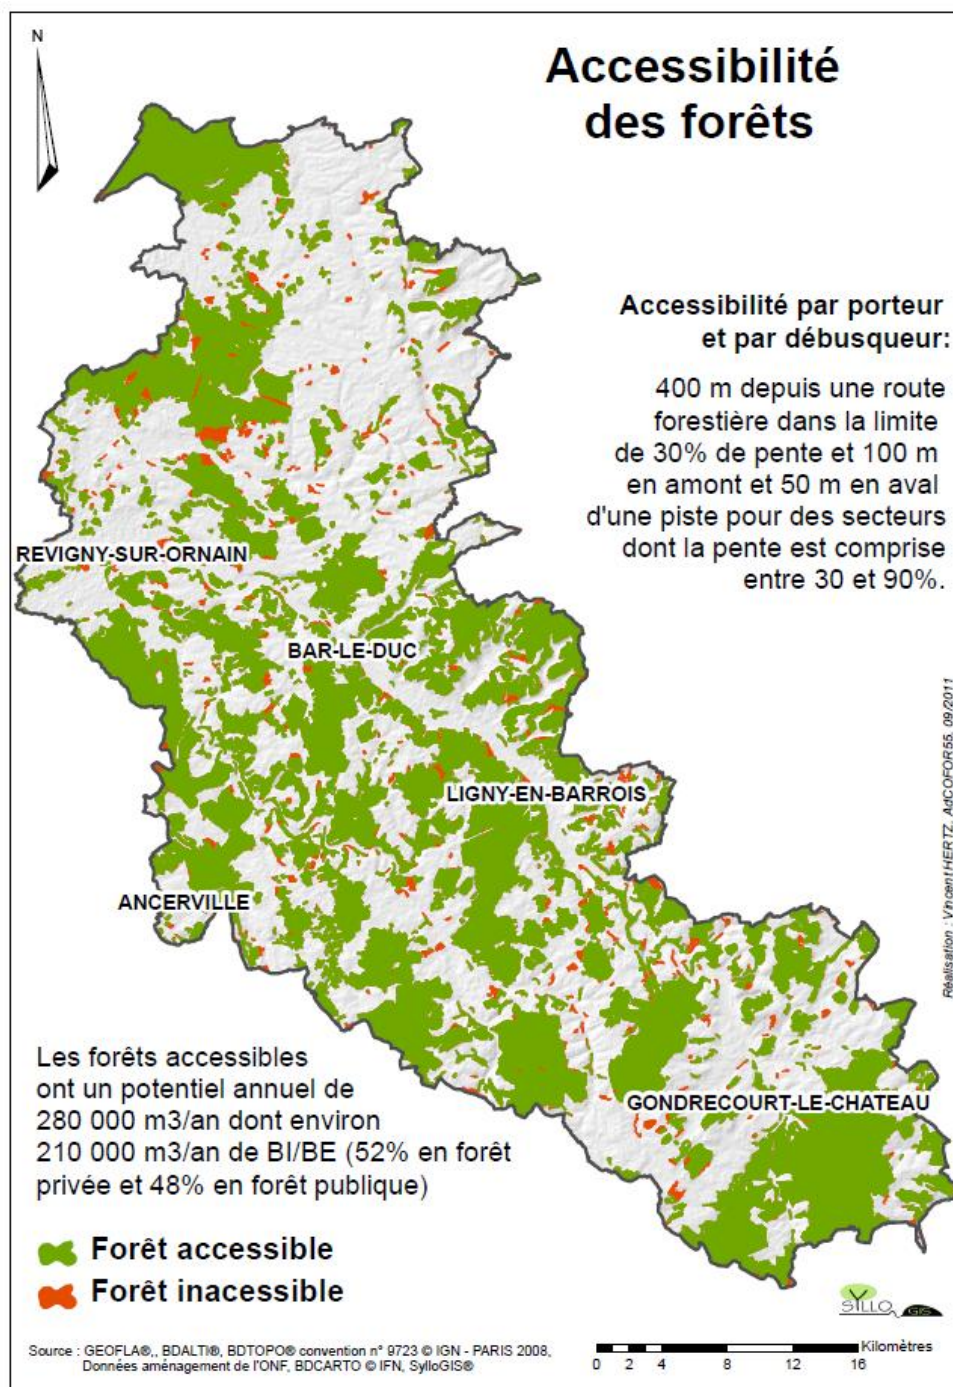 N
Accessibilité
des forêts
Accessibilité par porteur
et par débusqueur:
400 m depuis une route
forestière dans la limite
de 30% de pente et 100 m
en amont et 50 m en aval
d'une piste pour des secteurs
dont la pente est comprise
entre 30 et 90%.
REVIGNY-SUR-ORNAIN
BAR-LE-DUC
LIGNY-EN-BARROIS
ANCERVILLE
GONDRECOURT-LE-CHATEAU
Réalisation : Vincent HERTZ, AdCOFOR55, 09/2011
Les forêts accessibles
ont un potentiel annuel de
280 000 m3/an dont environ
210 000 m3/an de BI/BE (52% en forêt
privée et 48% en forêt publique)
Forêt accessible
Forêt inacessible
SYLLO GIS
Source : GEOFLA®,, BDALTI®, BDTOPO® convention n° 9723 © IGN - PARIS 2008,
Données aménagement de l'ONF, BDCARTO © IFN, SylloGIS®
Kilomètres
0 2 4 8 12 16